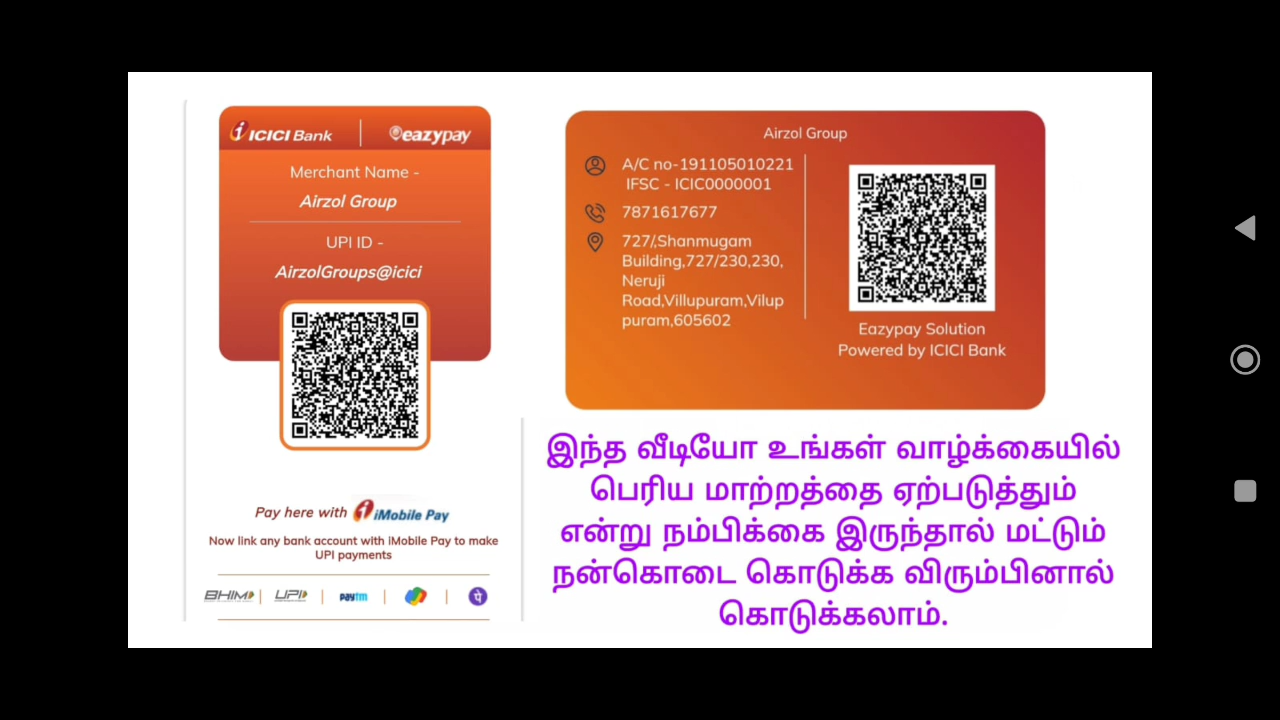 ICICI Bank | eazypay
Merchant Name -
Airzol Group
UPI ID -
AirzolGroups@icici
Pay here with iMobile Pay
Now link any bank account with iMobile Pay to make
UPI payments
BHIM | UPI | paytm | | पे
Airzol Group
A/C no-191105010221
IFSC - ICIC0000001
7871617677
727/,Shanmugam
Building,727/230,230,
Neruji
Road,Villupuram,Vilup
puram,605602
Eazypay Solution
Powered by ICICI Bank
இந்த வீடியோ உங்கள் வாழ்க்கையில்
பெரிய மாற்றத்தை ஏற்படுத்தும்
என்று நம்பிக்கை இருந்தால் மட்டும்
நன்கொடை கொடுக்க விரும்பினால்
கொடுக்கலாம்.